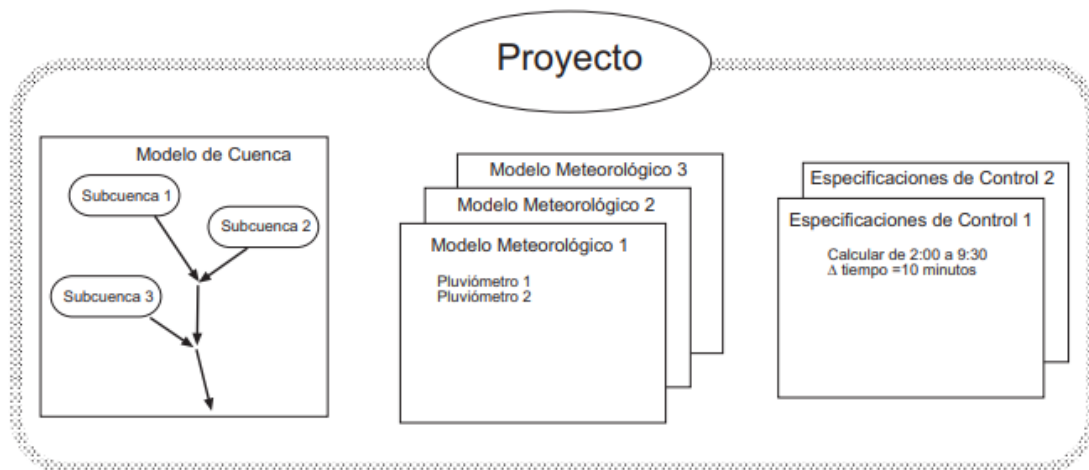 Proyecto
Modelo de Cuenca
Subcuenca 1
Subcuenca 2
Subcuenca 3
Modelo Meteorológico 3
Modelo Meteorológico 2
Modelo Meteorológico 1
Pluviómetro 1
Pluviómetro 2
Especificaciones de Control 2
Especificaciones de Control 1
Calcular de 2:00 a 9:30
Δ tiempo =10 minutos